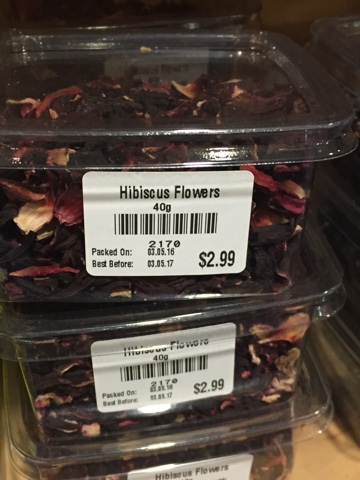 Hibiscus Flowers
40g
2170
Packed On: 03.05.16
Best Before: 03.05.17
$2.99
Hibiscus Flowers
40g
2170
Packed On: 03.05.16
Best Before: 03.05.17
$2.99
Hibiscus Flowers